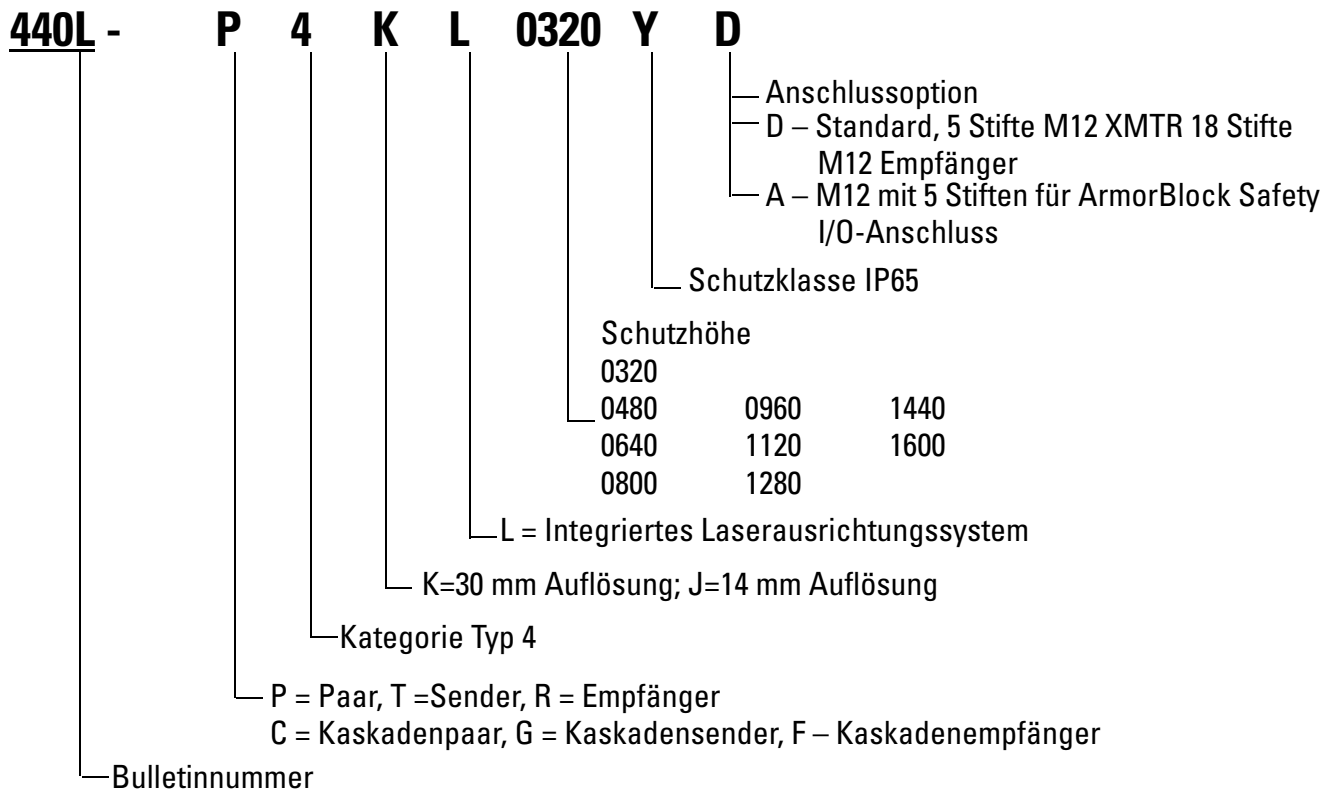 440L - P 4 K L 0320 Y D
Anschlussoption
D – Standard, 5 Stifte M12 XMTR 18 Stifte
M12 Empfänger
A – M12 mit 5 Stiften für ArmorBlock Safety
I/O-Anschluss
Schutzklasse IP65
Schutzhöhe
0320
0480 0960 1440
0640 1120 1600
0800 1280
L = Integriertes Laserausrichtungssystem
K=30 mm Auflösung; J=14 mm Auflösung
Kategorie Typ 4
P = Paar, T =Sender, R = Empfänger
C = Kaskadenpaar, G = Kaskadensender, F – Kaskadenempfänger
Bulletinnummer